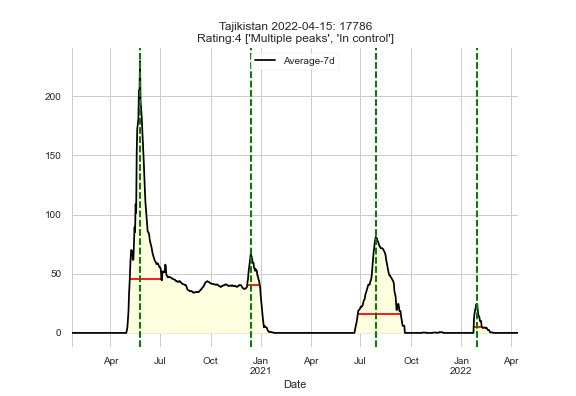 Tajikistan 2022-04-15: 17786
Rating:4 ['Multiple peaks', 'In control']
Average-7d
200
150
100
50
0
Apr Jul Oct Jan Apr Jul Oct Jan Apr
2021 2022
Date